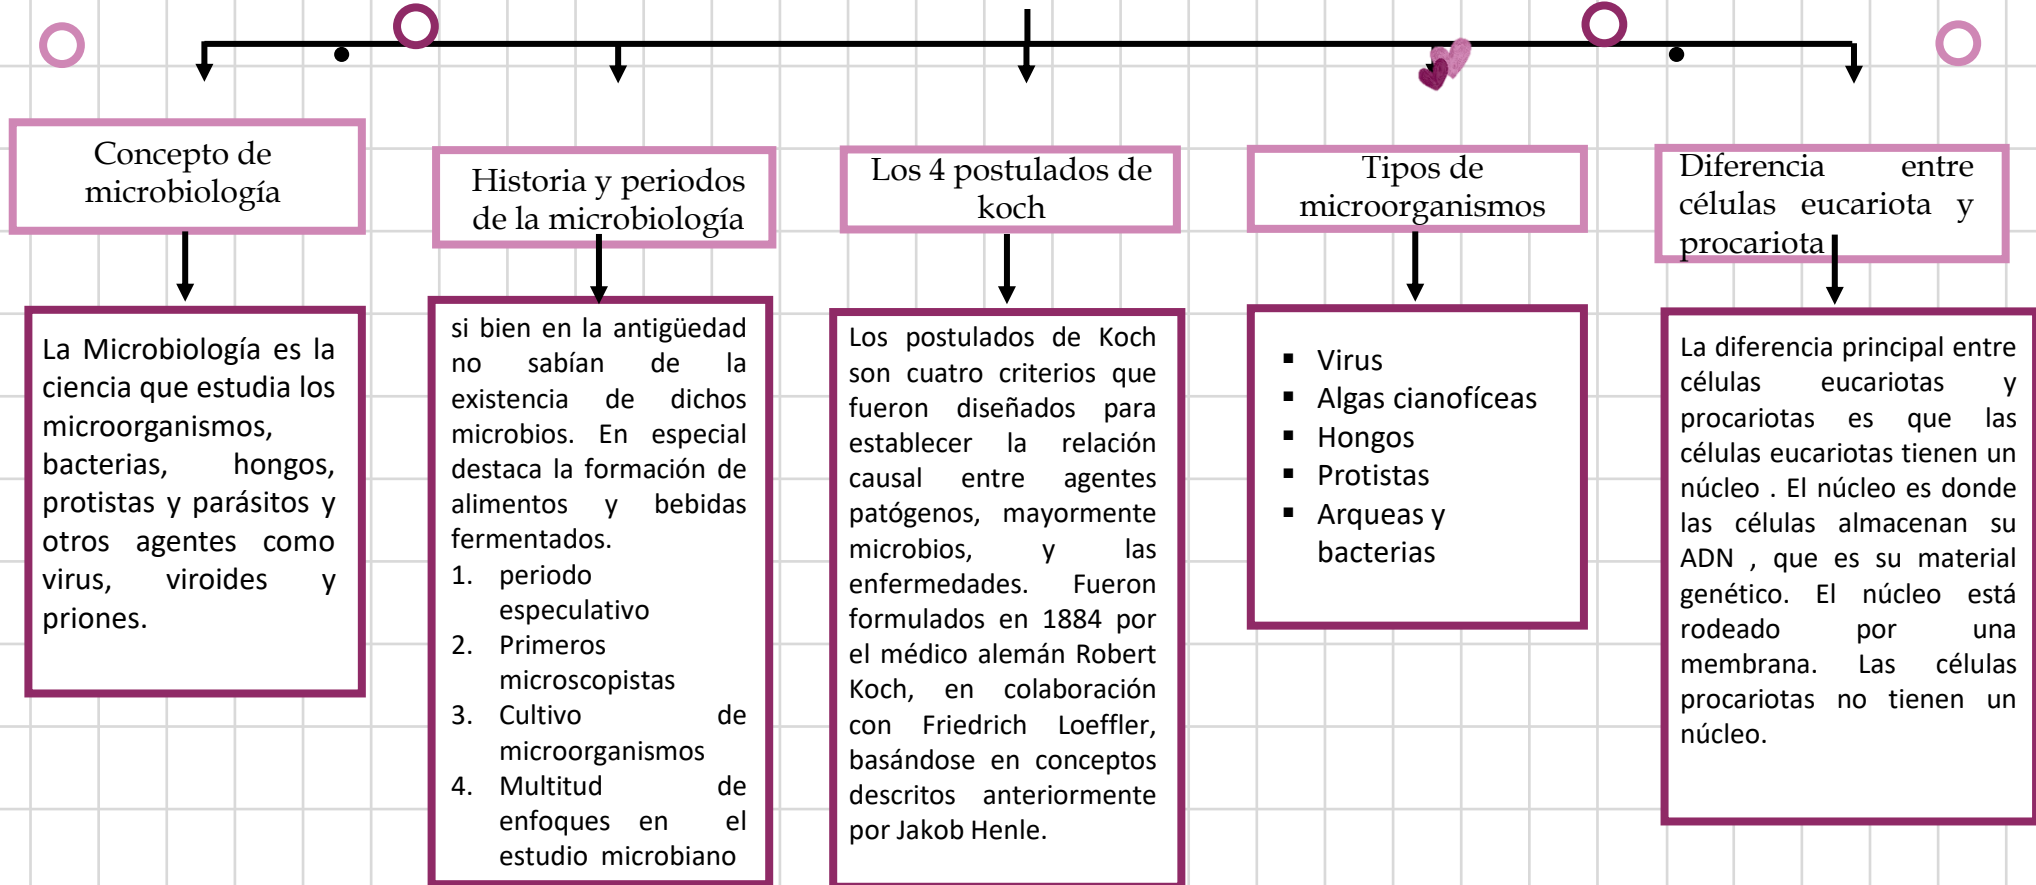 Concepto de
microbiología
Historia y periodos
de la microbiología
Los 4 postulados de
koch
Tipos de
microorganismos
Diferencia entre
células eucariota y
procariota
La Microbiología es la
ciencia que estudia los
microorganismos,
bacterias, hongos,
protistas y parásitos y
otros agentes como
virus, viroides y
priones.
si bien en la antigüedad
no sabían de la
existencia de dichos
microbios. En especial
destaca la formación de
alimentos y bebidas
fermentados.
1. periodo
especulativo
2. Primeros
microscopistas
3. Cultivo de
microorganismos
4. Multitud de
enfoques en el
estudio microbiano
Los postulados de Koch
son cuatro criterios que
fueron diseñados para
establecer la relación
causal entre agentes
patógenos, mayormente
microbios, y las
enfermedades. Fueron
formulados en 1884 por
el médico alemán Robert
Koch, en colaboración
con Friedrich Loeffler,
basándose en conceptos
descritos anteriormente
por Jakob Henle.
▪ Virus
▪ Algas cianofíceas
▪ Hongos
▪ Protistas
▪ Arqueas y
bacterias
La diferencia principal entre
células eucariotas y
procariotas es que las
células eucariotas tienen un
núcleo . El núcleo es donde
las células almacenan su
ADN , que es su material
genético. El núcleo está
rodeado por una
membrana. Las células
procariotas no tienen un
núcleo.